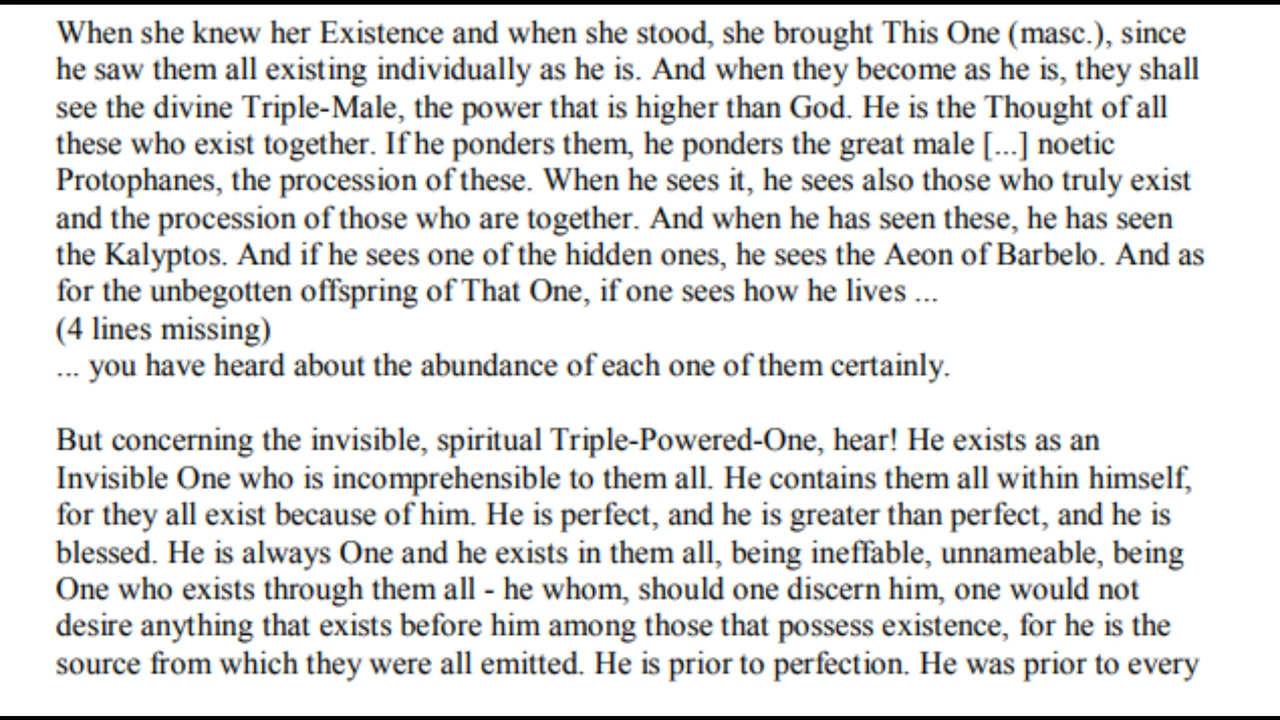 When she knew her Existence and when she stood, she brought This One (masc.), since
he saw them all existing individually as he is. And when they become as he is, they shall
see the divine Triple-Male, the power that is higher than God. He is the Thought of all
these who exist together. If he ponders them, he ponders the great male [...] noetic
Protophanes, the procession of these. When he sees it, he sees also those who truly exist
and the procession of those who are together. And when he has seen these, he has seen
the Kalyptos. And if he sees one of the hidden ones, he sees the Aeon of Barbelo. And as
for the unbegotten offspring of That One, if one sees how he lives ...
(4 lines missing)
... you have heard about the abundance of each one of them certainly.
But concerning the invisible, spiritual Triple-Powered-One, hear! He exists as an
Invisible One who is incomprehensible to them all. He contains them all within himself,
for they all exist because of him. He is perfect, and he is greater than perfect, and he is
blessed. He is always One and he exists in them all, being ineffable, unnameable, being
One who exists through them all - he whom, should one discern him, one would not
desire anything that exists before him among those that possess existence, for he is the
source from which they were all emitted. He is prior to perfection. He was prior to every